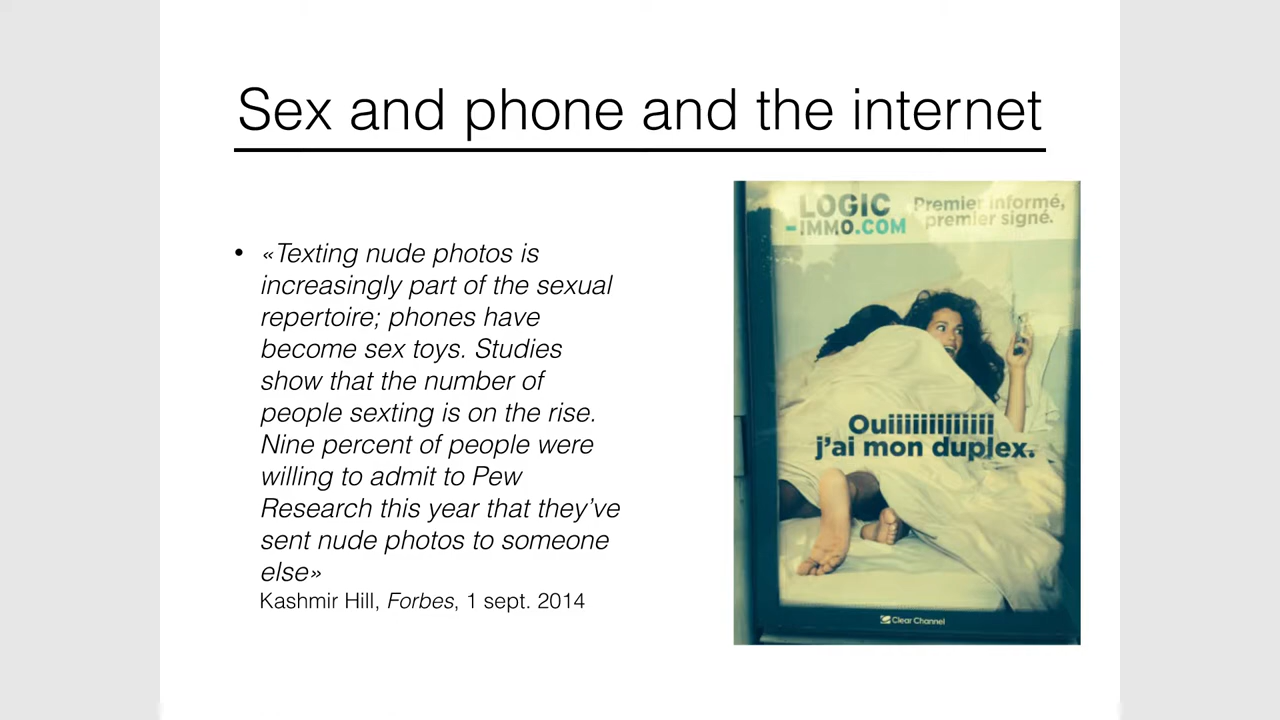 Sex and phone and the internet
• «Texting nude photos is
increasingly part of the sexual
repertoire; phones have
become sex toys. Studies
show that the number of
people sexting is on the rise.
Nine percent of people were
willing to admit to Pew
Research this year that they’ve
sent nude photos to someone
else»
Kashmir Hill, Forbes, 1 sept. 2014
LOGIC
-IMMO.COM
Premier informé,
premier signé.
Ouiiiiiiiiiiiiii
j’ai mon duplex.
Clear Channel